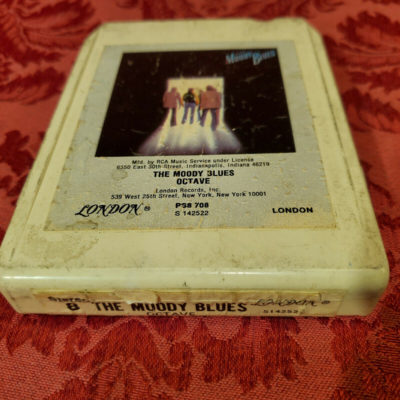 Moody Blues
Mfd. by RCA Music Service under License
6550 East 30th Street, Indianapolis, Indiana 46219
THE MOODY BLUES
OCTAVE
London Records, Inc.
539 West 25th Street, New York, New York 10001
LONDON ® PS8 708 LONDON
S 142522
Stereo
8 THE MOODY BLUES LONDON ®
OCTAVE S142522